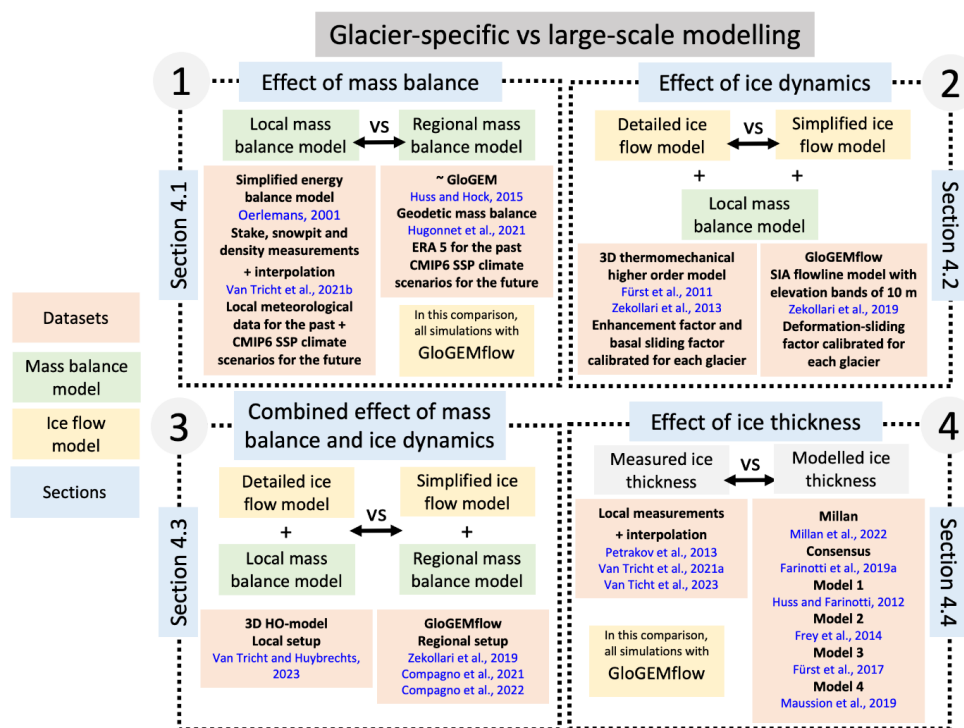 Glacier-specific vs large-scale modelling
1
Effect of mass balance
Local mass
balance model
vs
Regional mass
balance model
Section 4.1
Simplified energy
balance model
Oerlemans, 2001
Stake, snowpit and
density measurements
+ interpolation
Van Tricht et al., 2021b
Local meteorological
data for the past +
CMIP6 SSP climate
scenarios for the future
~ GloGEM
Huss and Hock, 2015
Geodetic mass balance
Hugonnet et al., 2021
ERA 5 for the past
CMIP6 SSP climate
scenarios for the future
In this comparison,
all simulations with
GloGEMflow
2
Effect of ice dynamics
Detailed ice
flow model
vs
Simplified ice
flow model
+
+
Local mass
balance model
Section 4.2
3D thermomechanical
higher order model
Fürst et al., 2011
Zekollari et al., 2013
Enhancement factor and
basal sliding factor
calibrated for each glacier
GloGEMflow
SIA flowline model with
elevation bands of 10 m
Zekollari et al., 2019
Deformation-sliding
factor calibrated for
each glacier
Datasets
Mass balance
model
Ice flow
model
Sections
3
Combined effect of mass
balance and ice dynamics
Detailed ice
flow model
+
Local mass
balance model
vs
Simplified ice
flow model
+
Regional mass
balance model
Section 4.3
3D HO-model
Local setup
Van Tricht and Huybrechts,
2023
GloGEMflow
Regional setup
Zekollari et al., 2019
Compagno et al., 2021
Compagno et al., 2022
4
Effect of ice thickness
Measured ice
thickness
vs
Modelled ice
thickness
Section 4.4
Local measurements
+ interpolation
Petrakov et al., 2013
Van Tricht et al., 2021a
Van Ticht et al., 2023
In this comparison,
all simulations with
GloGEMflow
Millan
Millan et al., 2022
Consensus
Farinotti et al., 2019a
Model 1
Huss and Farinotti, 2012
Model 2
Frey et al., 2014
Model 3
Fürst et al., 2017
Model 4
Maussion et al., 2019